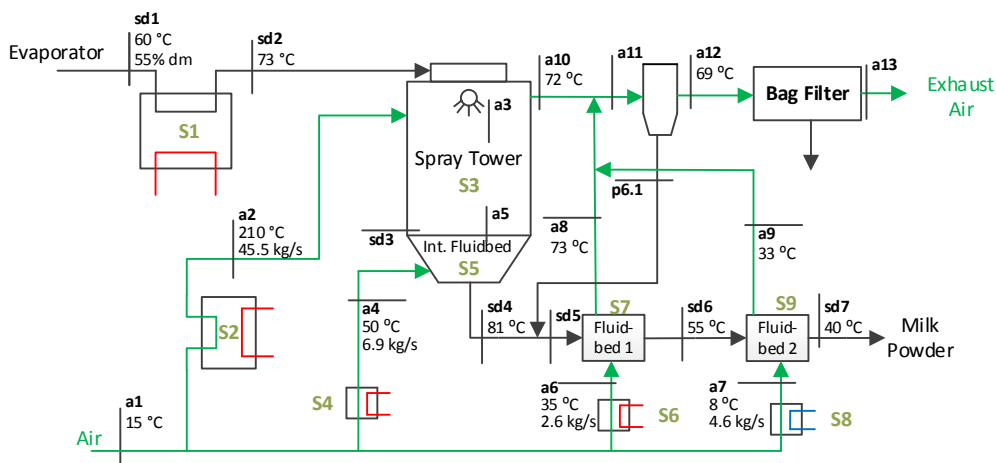 Evaporator
sd1
60 °C
55% dm
sd2
73 °C
S1
a2
210 °C
45.5 kg/s
S2
a1
15 °C
Air
a3
Spray Tower
S3
a5
sd3
Int. Fluidbed
S5
a4
50 °C
6.9 kg/s
S4
a10
72 °C
a11
a12
69 °C
Bag Filter
a13
Exhaust
Air
p6.1
a8
73 °C
a9
33 °C
sd4
81 °C
sd5
S7
Fluid-
bed 1
sd6
55 °C
S9
Fluid-
bed 2
sd7
40 °C
Milk
Powder
a6
35 °C
2.6 kg/s
S6
a7
8 °C
4.6 kg/s
S8